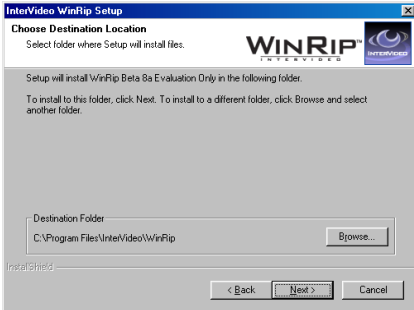 InterVideo WinRip Setup
Choose Destination Location
Select folder where Setup will install files.
WINRIP™
INTERVIDEO
INTERVIDEO
Setup will install WinRip Beta 8a Evaluation Only in the following folder.
To install to this folder, click Next. To install to a different folder, click Browse and select
another folder.
Destination Folder
C:\Program Files\InterVideo\WinRip
Browse...
InstallShield
< Back
Next >
Cancel